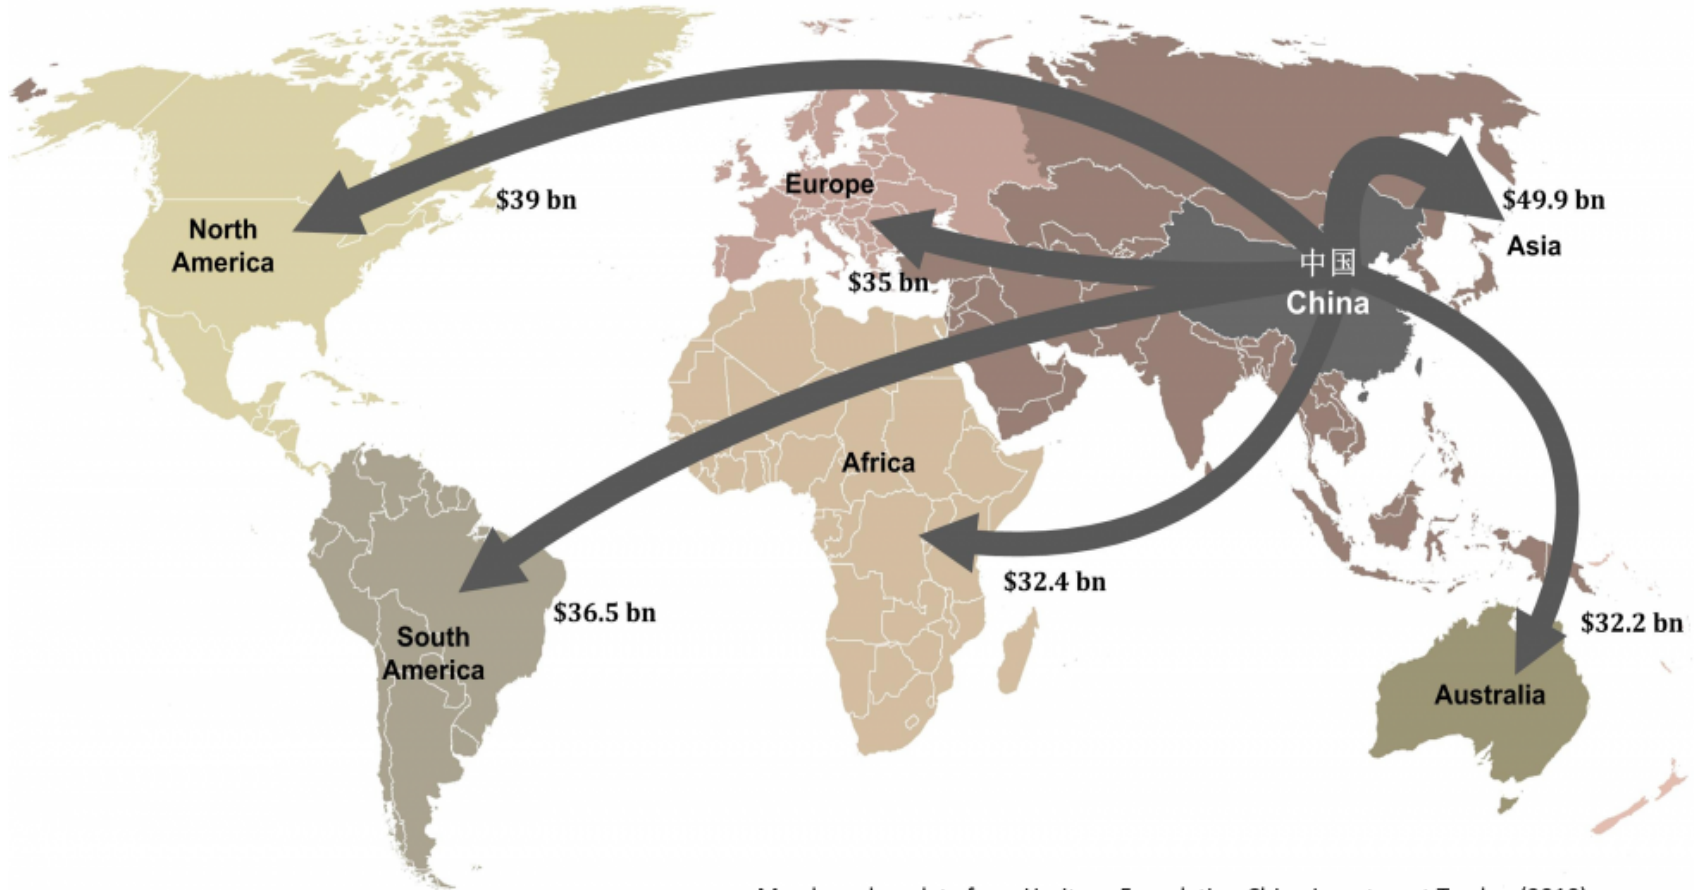 $39 bn
Europe
$49.9 bn
North
America
Asia
中国
$35 bn
China
Africa
$32.4 bn
$36.5 bn
$32.2 bn
South
America
Australia